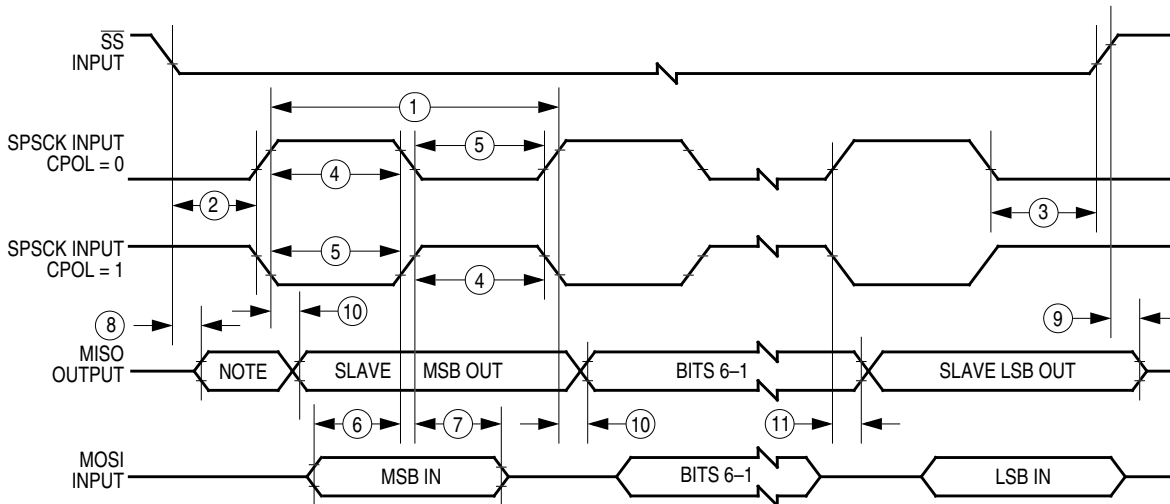 SS
INPUT
1
SPSCK INPUT
CPOL = 0
5
4
2
3
SPSCK INPUT
CPOL = 1
5
4
8
10
9
MISO
OUTPUT
NOTE
SLAVE MSB OUT
BITS 6–1
SLAVE LSB OUT
6
7
10
11
MOSI
INPUT
MSB IN
BITS 6–1
LSB IN